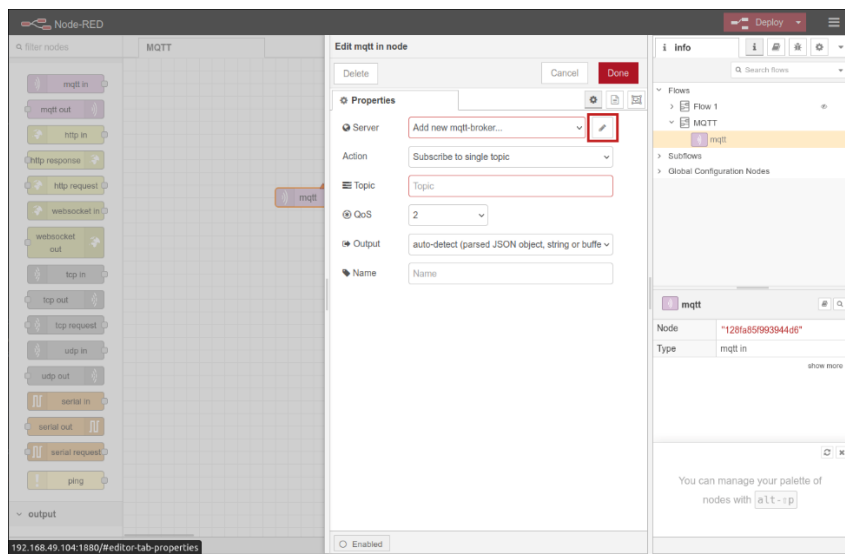 Node-RED
Deploy
filter nodes
MQTT
mqtt in
mqtt out
http in
http response
http request
websocket in
websocket
out
tcp in
tcp out
tcp request
udp in
udp out
serial in
serial out
serial request
ping
output
192.168.49.104:1880/#editor-tab-properties
mqtt
Edit mqtt in node
Delete
Cancel
Done
Properties
Server
Add new mqtt-broker...
Action
Subscribe to single topic
Topic
Topic
QoS
2
Output
auto-detect (parsed JSON object, string or buffe
Name
Name
Enabled
i info
i
Search flows
Flows
Flow 1
MQTT
mqtt
Subflows
Global Configuration Nodes
mqtt
Node
"128fa85f993944d6"
Type
mqtt in
show more
You can manage your palette of
nodes with alt-⇧p